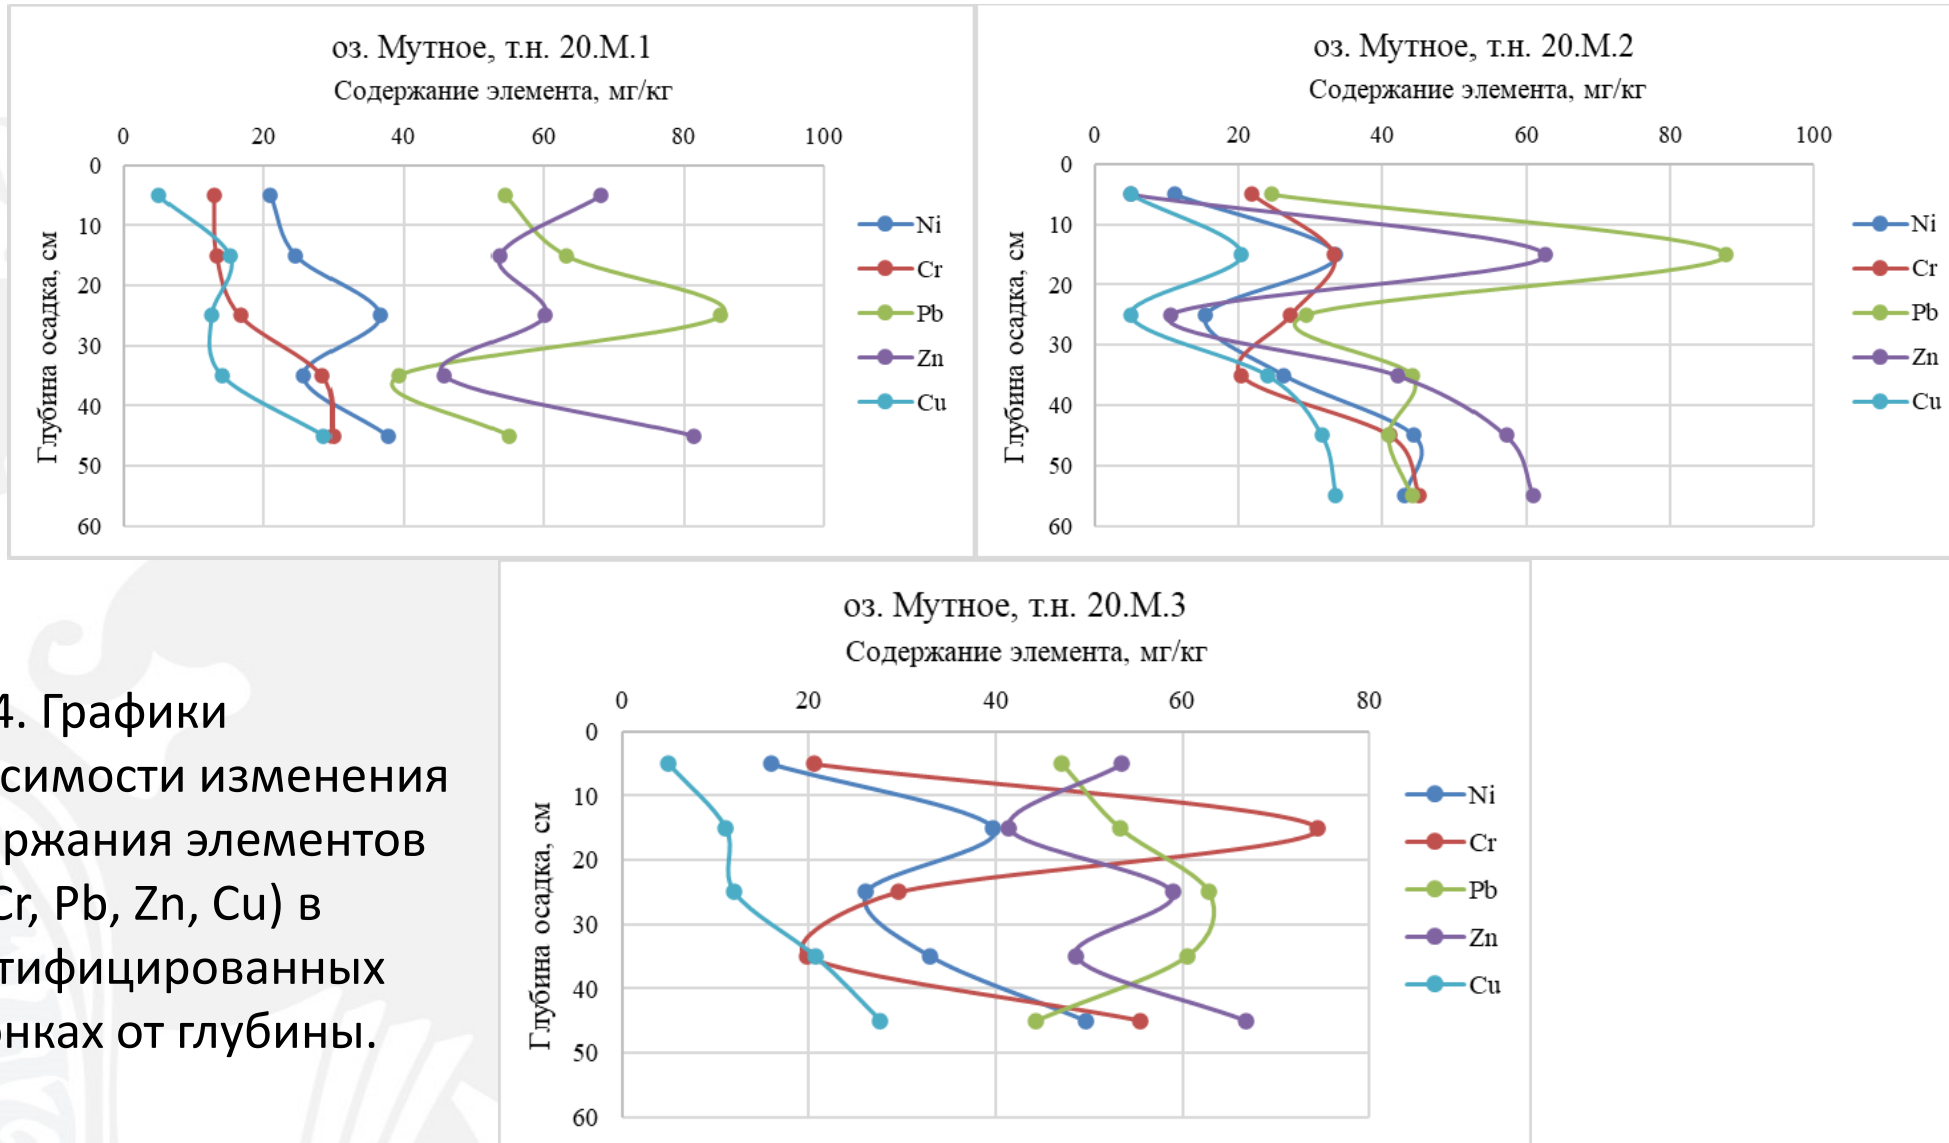 оз. Мутное, т.н. 20.М.1
Содержание элемента, мг/кг
0 20 40 60 80 100
0
10
20
30
40
50
60
Глубина осадка, см
Ni
Cr
Pb
Zn
Cu
оз. Мутное, т.н. 20.М.2
Содержание элемента, мг/кг
0 20 40 60 80 100
0
10
20
30
40
50
60
Глубина осадка, см
Ni
Cr
Pb
Zn
Cu
4. Графики
симости изменения
ржания элементов
Cr, Pb, Zn, Cu) в
тифицированных
нках от глубины.
оз. Мутное, т.н. 20.М.3
Содержание элемента, мг/кг
0 20 40 60 80
0
10
20
30
40
50
60
Глубина осадка, см
Ni
Cr
Pb
Zn
Cu